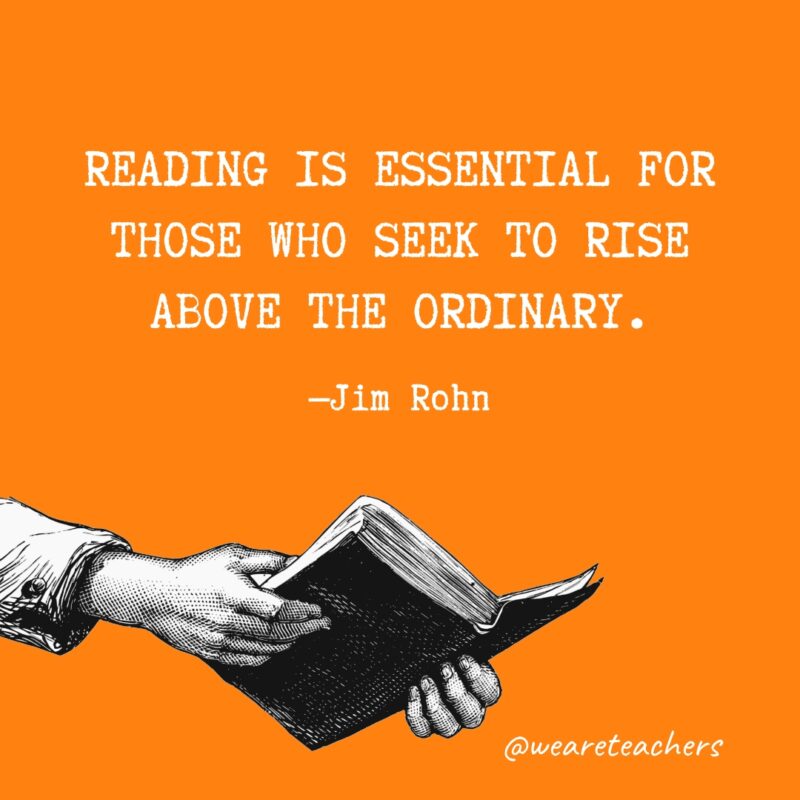 READING IS ESSENTIAL FOR
THOSE WHO SEEK TO RISE
ABOVE THE ORDINARY.
—Jim Rohn
@weareteachers